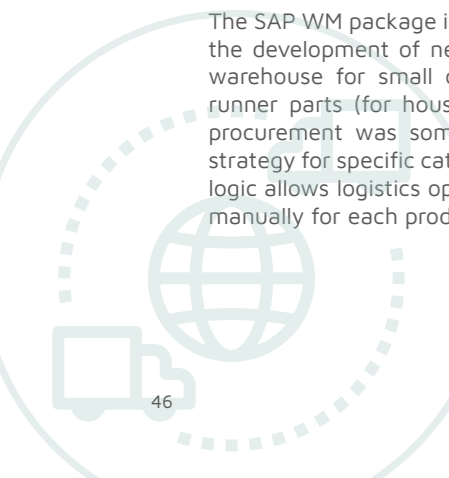 The SAP WM package i
the development of ne
warehouse for small
runner parts (for hous
procurement was som
strategy for specific cat
logic allows logistics op
manually for each prod
46